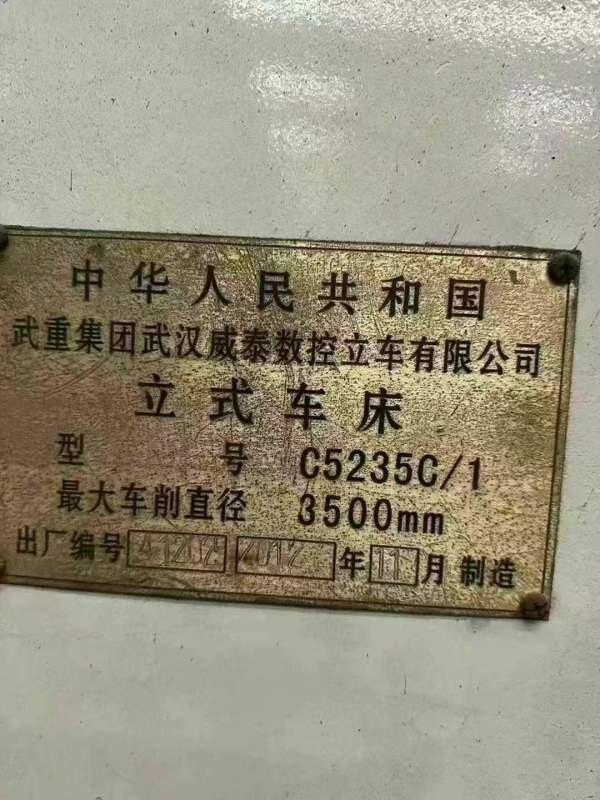 中华人民共和国
武重集团武汉威泰数控立车有限公司
立式车床
型 号 C5235C/1
最大车削直径 3500mm
出厂编号 2012 年 11 月 制造